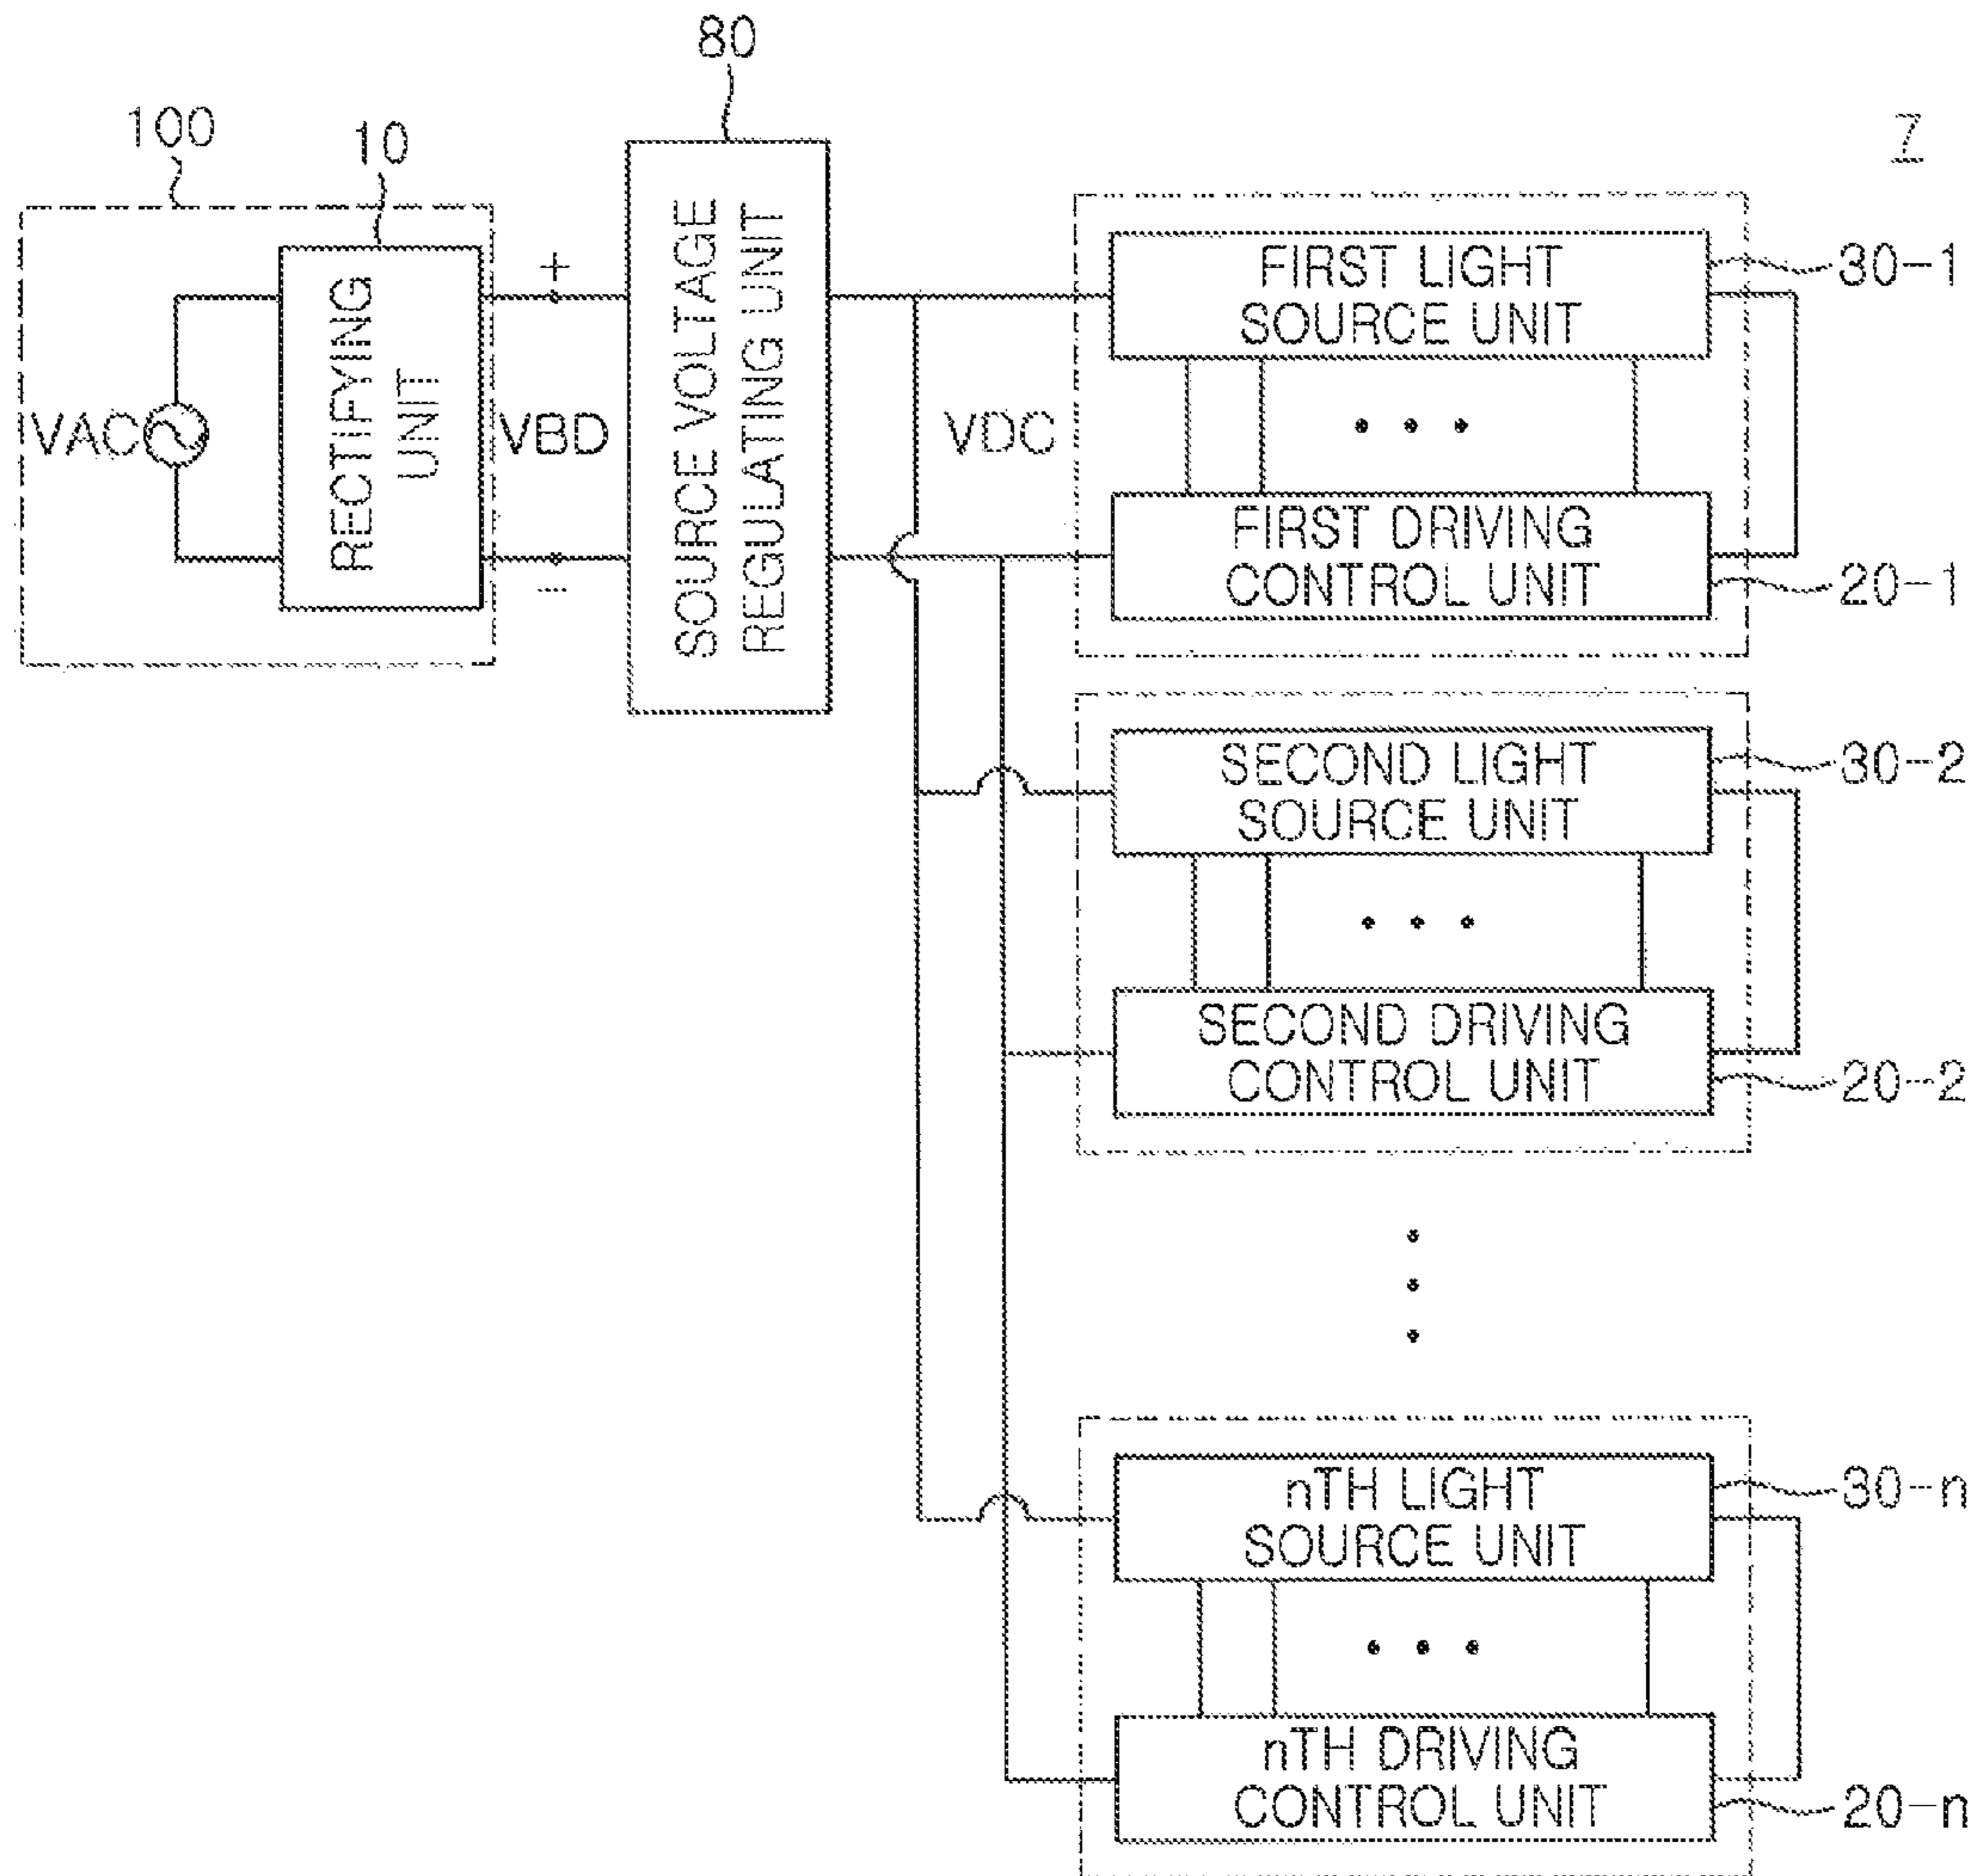 80
100
10
7
VAC
RECTIFYING
UNIT
+
VBD
-
SOURCE VOLTAGE
REGULATING UNIT
VDC
FIRST LIGHT
SOURCE UNIT
30-1
FIRST DRIVING
CONTROL UNIT
20-1
SECOND LIGHT
SOURCE UNIT
30-2
SECOND DRIVING
CONTROL UNIT
20-2
nTH LIGHT
SOURCE UNIT
30-n
nTH DRIVING
CONTROL UNIT
20-n